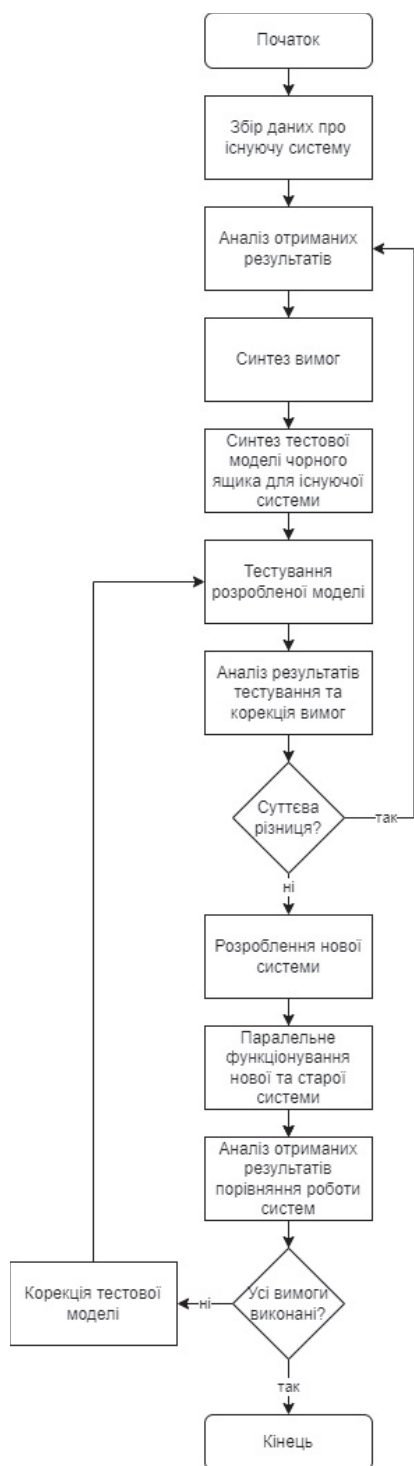 Початок
Збір даних про
існуючу систему
Аналіз отриманих
результатів
Синтез вимог
Синтез тестової
моделі чорного
ящика для існуючої
системи
Тестування
розробленої моделі
Аналіз результатів
тестування та
корекція вимог
Суттєва
різниця?
так
ні
Розроблення нової
системи
Паралельне
функціонування
нової та старої
системи
Аналіз отриманих
результатів
порівняння роботи
систем
Корекція тестової
моделі
ні
Усі вимоги
виконані?
так
Кінець